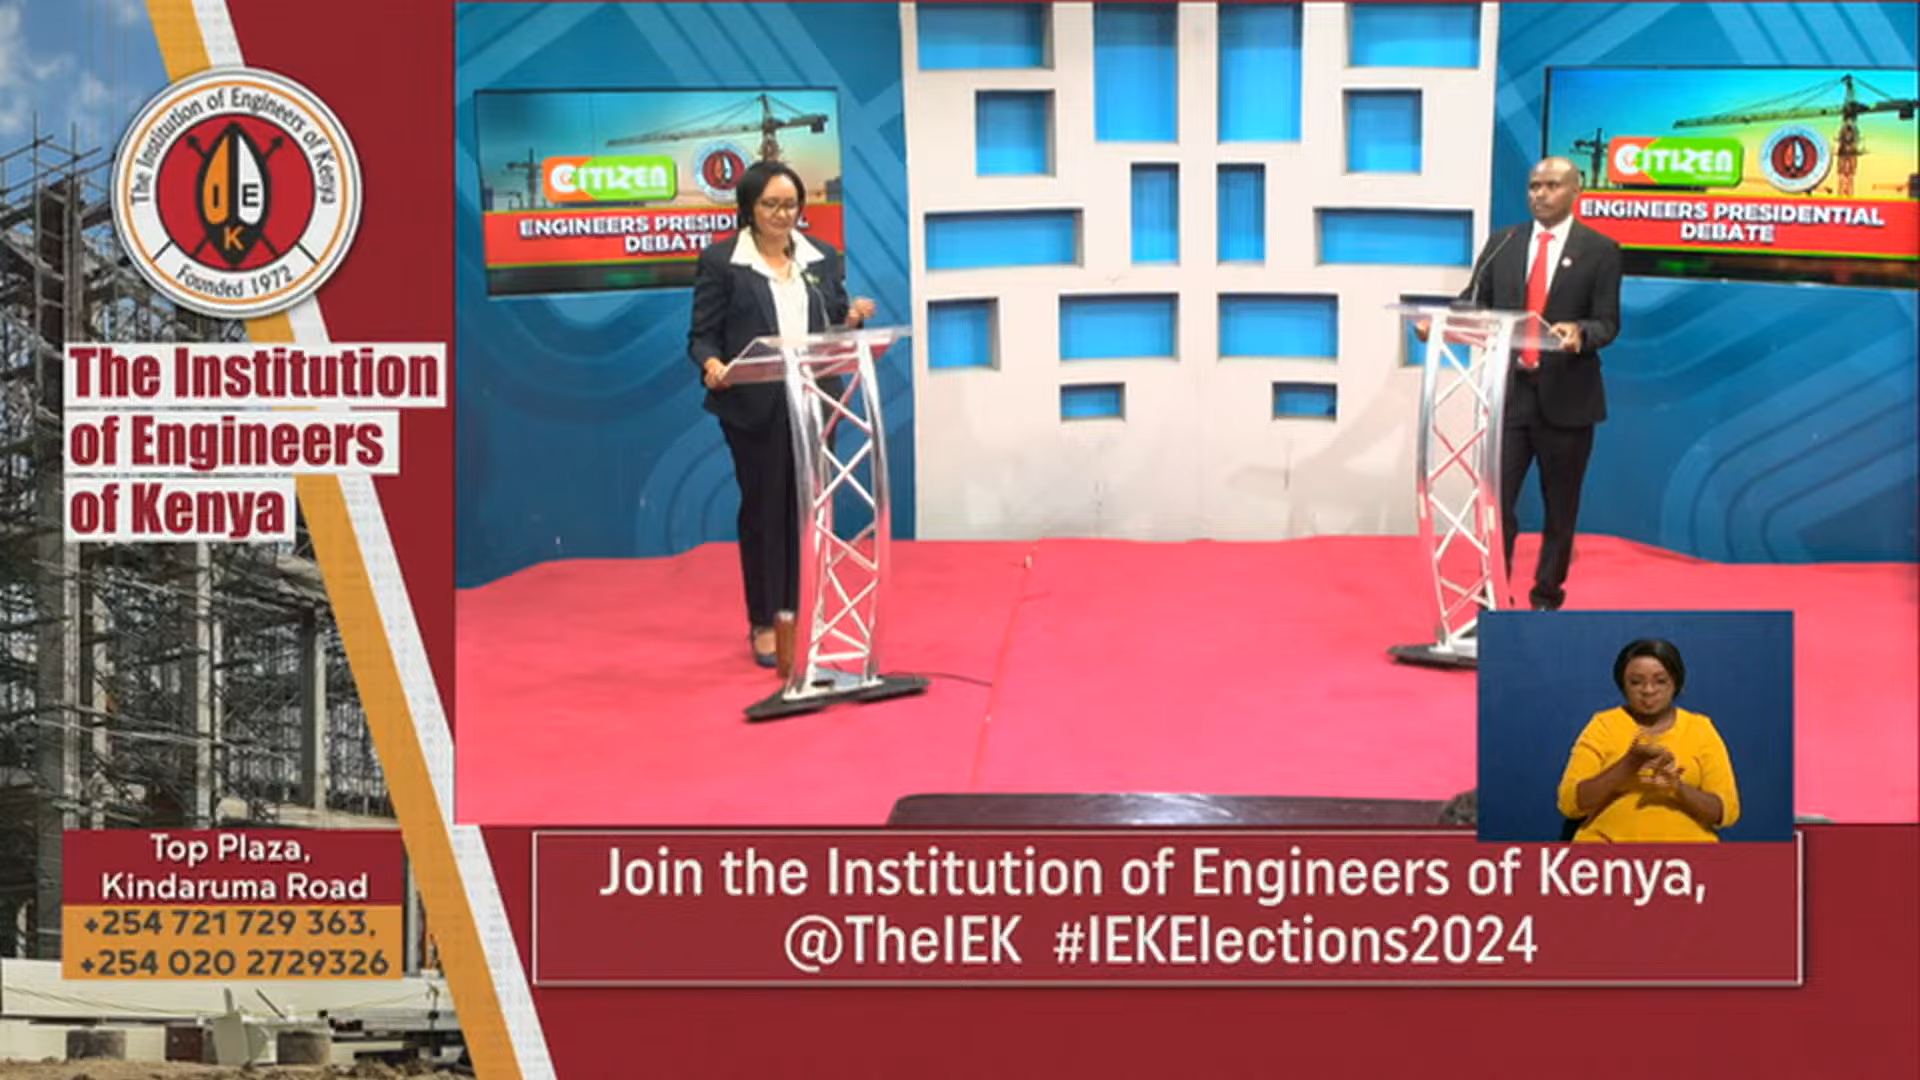 The Institution of Engineers of Kenya
I
E
K
Founded 1972
The Institution
of Engineers
of Kenya
Top Plaza,
Kindaruma Road
+254 721 729 363,
+254 020 2729326
CITIZEN
ENGINEERS PRESIDE L
DEBATE
CITIZEN
ENGINEERS PRESIDENTIAL
DEBATE
Join the Institution of Engineers of Kenya,
@TheIEK #IEKElections2024